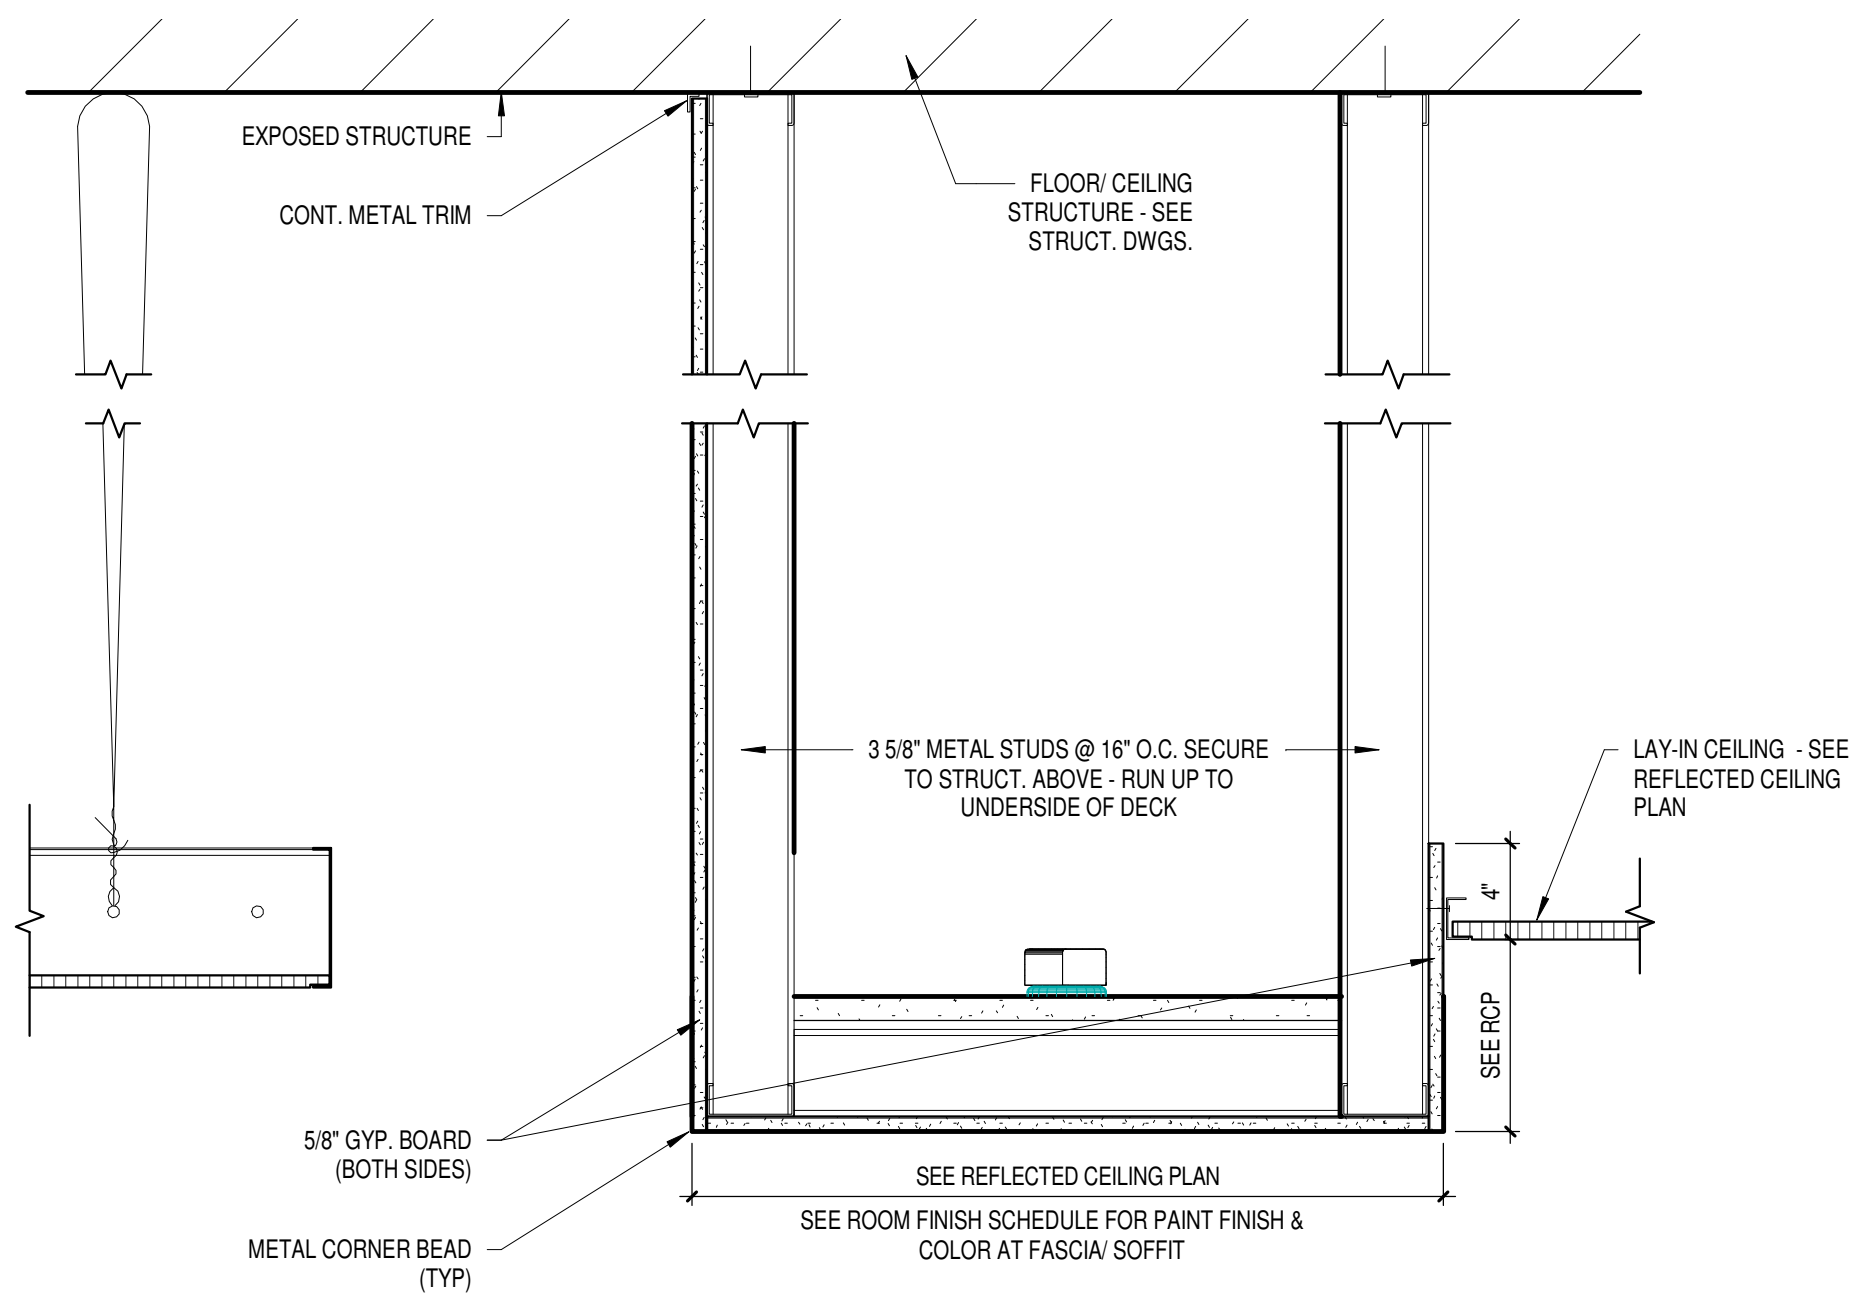 EXPOSED STRUCTURE
CONT. METAL TRIM
FLOOR/ CEILING
STRUCTURE - SEE
STRUCT. DWGS.
3 5/8" METAL STUDS @ 16" O.C. SECURE
TO STRUCT. ABOVE - RUN UP TO
UNDERSIDE OF DECK
LAY-IN CEILING - SEE
REFLECTED CEILING
PLAN
4"
SEE RCP
5/8" GYP. BOARD
(BOTH SIDES)
METAL CORNER BEAD
(TYP)
SEE REFLECTED CEILING PLAN
SEE ROOM FINISH SCHEDULE FOR PAINT FINISH &
COLOR AT FASCIA/ SOFFIT